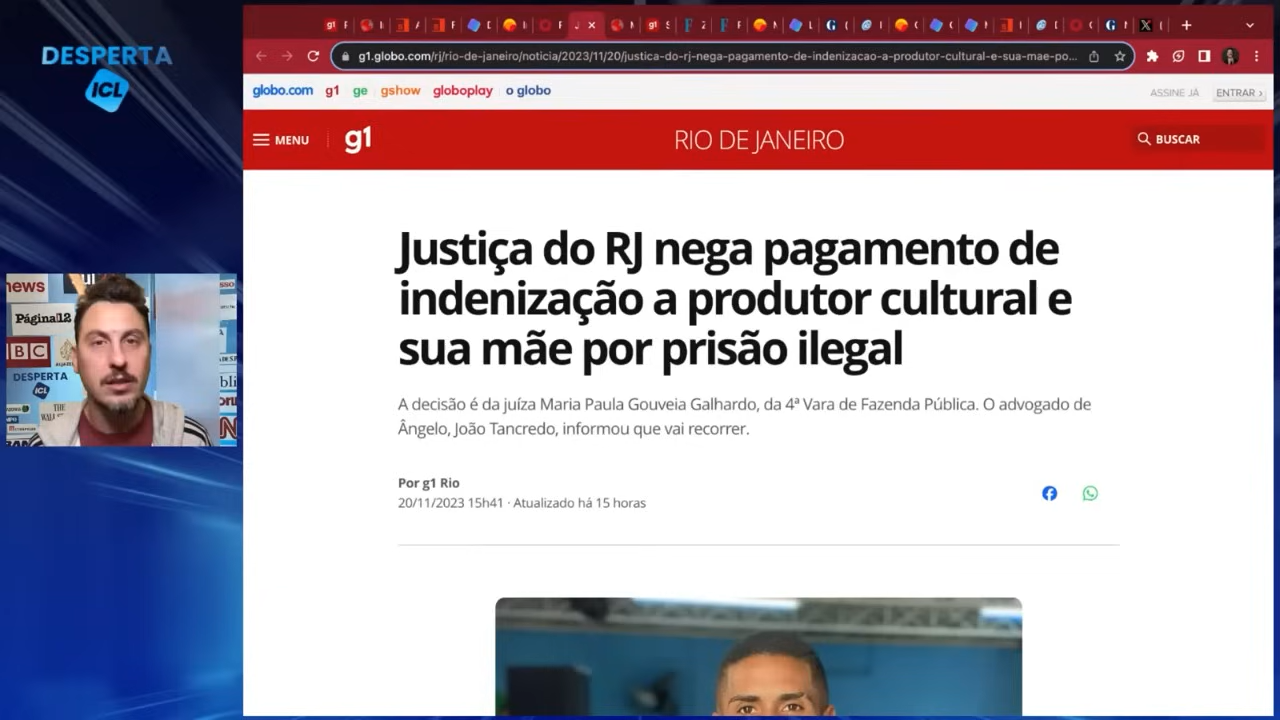 DESPERTA
ICL
g1.globo.com/rj/rio-de-janeiro/noticia/2023/11/20/justica-do-rj-nega-pagamento-de-indenizacao-a-produtor-cultural-e-sua-mae-po...
globo.com g1 ge gshow globoplay o globo
ASSINE JÁ ENTRAR ›
MENU g1 RIO DE JANEIRO BUSCAR
Justiça do RJ nega pagamento de
indenização a produtor cultural e
sua mãe por prisão ilegal
A decisão é da juíza Maria Paula Gouveia Galhardo, da 4ª Vara de Fazenda Pública. O advogado de
Ângelo, João Tancredo, informou que vai recorrer.
Por g1 Rio
20/11/2023 15h41 · Atualizado há 15 horas
news
Página12
BBC
DESPERTA
ICL
THE